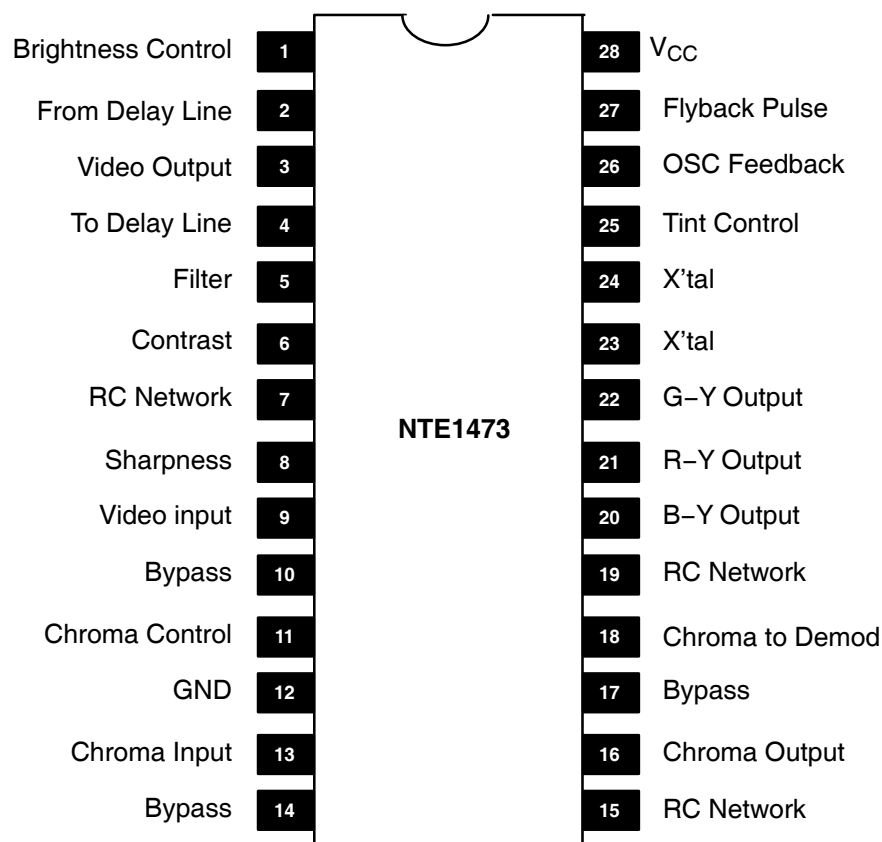 Brightness Control 1 28 VCC
From Delay Line 2 27 Flyback Pulse
Video Output 3 26 OSC Feedback
To Delay Line 4 25 Tint Control
Filter 5 24 X'tal
Contrast 6 23 X'tal
RC Network 7 22 G−Y Output
NTE1473
Sharpness 8 21 R−Y Output
Video input 9 20 B−Y Output
Bypass 10 19 RC Network
Chroma Control 11 18 Chroma to Demod
GND 12 17 Bypass
Chroma Input 13 16 Chroma Output
Bypass 14 15 RC Network